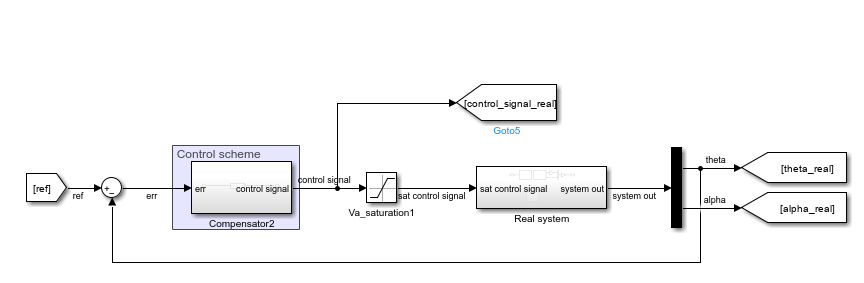 [control_signal_real]
Goto5
Control scheme
theta
[ref]
+
_
err
control signal
control signal
sat control signal
system out
[theta_real]
ref
err
sat control signal
system out
alpha
[alpha_real]
Compensator2
Va_saturation1
Real system